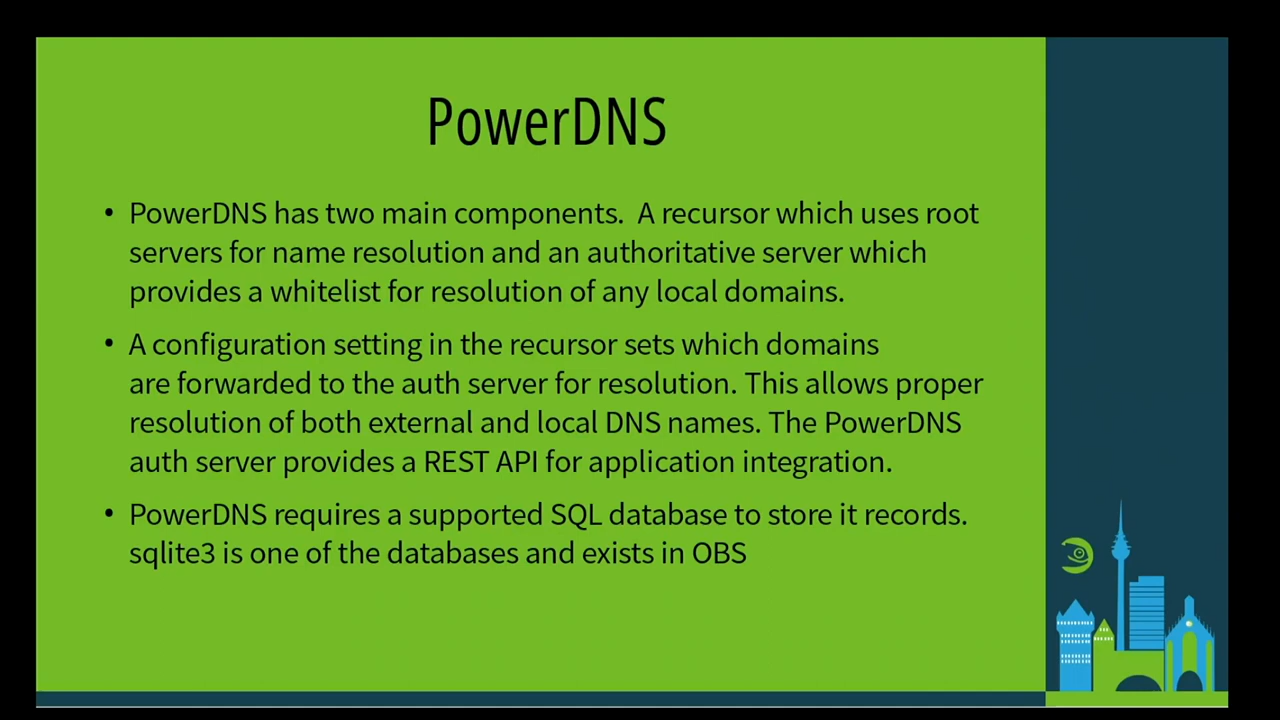 PowerDNS
• PowerDNS has two main components.  A recursor which uses root
servers for name resolution and an authoritative server which
provides a whitelist for resolution of any local domains.
• A configuration setting in the recursor sets which domains
are forwarded to the auth server for resolution. This allows proper
resolution of both external and local DNS names. The PowerDNS
auth server provides a REST API for application integration.
• PowerDNS requires a supported SQL database to store it records.
sqlite3 is one of the databases and exists in OBS